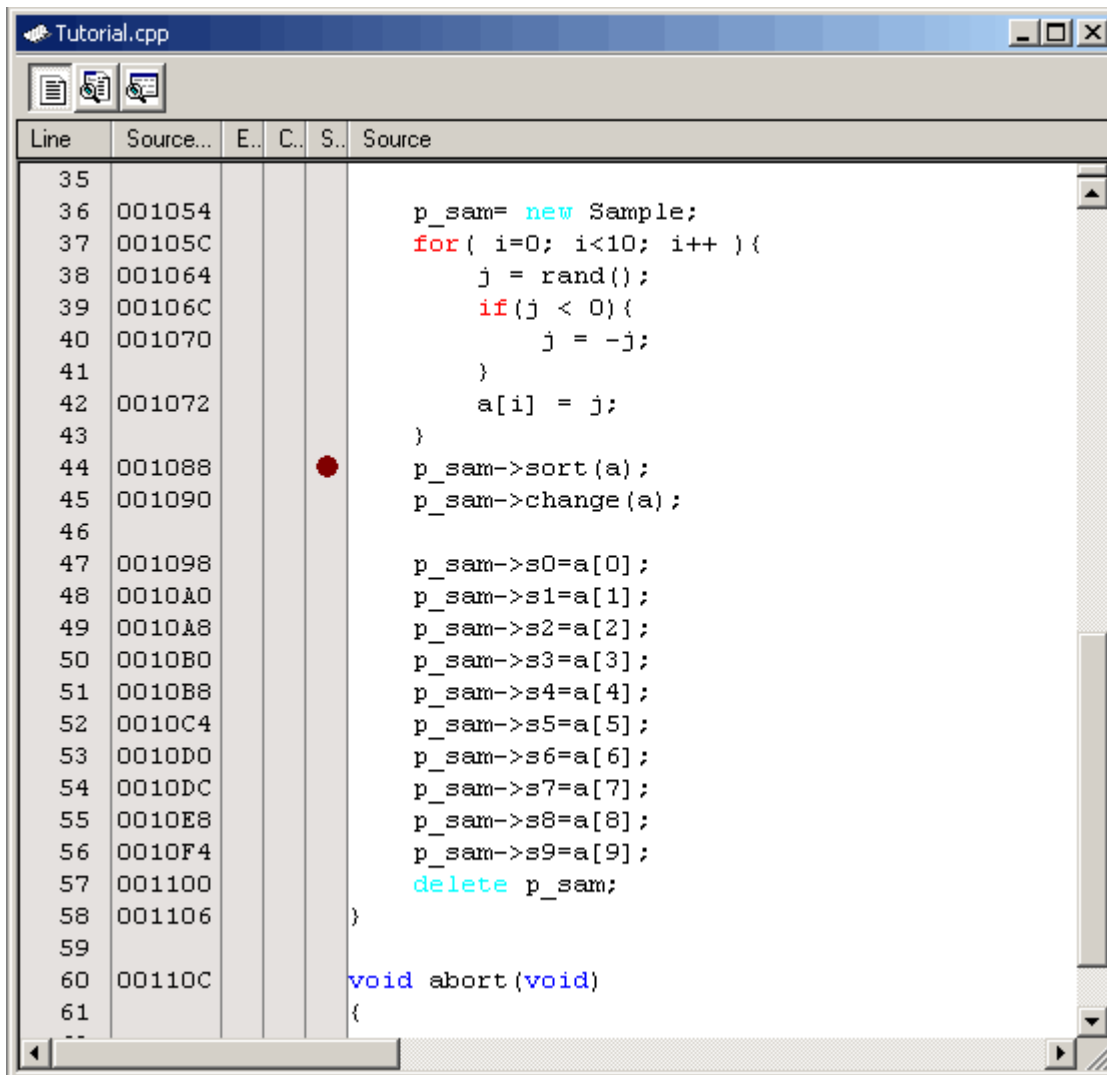 Tutorial.cpp
Line Source... E.. C.. S.. Source
35
36 001054 p_sam= new Sample;
37 00105C for( i=0; i<10; i++ ){
38 001064 j = rand();
39 00106C if(j < 0){
40 001070 j = -j;
41 }
42 001072 a[i] = j;
43 }
44 001088 p_sam->sort(a);
45 001090 p_sam->change(a);
46
47 001098 p_sam->s0=a[0];
48 0010A0 p_sam->s1=a[1];
49 0010A8 p_sam->s2=a[2];
50 0010B0 p_sam->s3=a[3];
51 0010B8 p_sam->s4=a[4];
52 0010C4 p_sam->s5=a[5];
53 0010D0 p_sam->s6=a[6];
54 0010DC p_sam->s7=a[7];
55 0010E8 p_sam->s8=a[8];
56 0010F4 p_sam->s9=a[9];
57 001100 delete p_sam;
58 001106 }
59
60 00110C void abort(void)
61 {